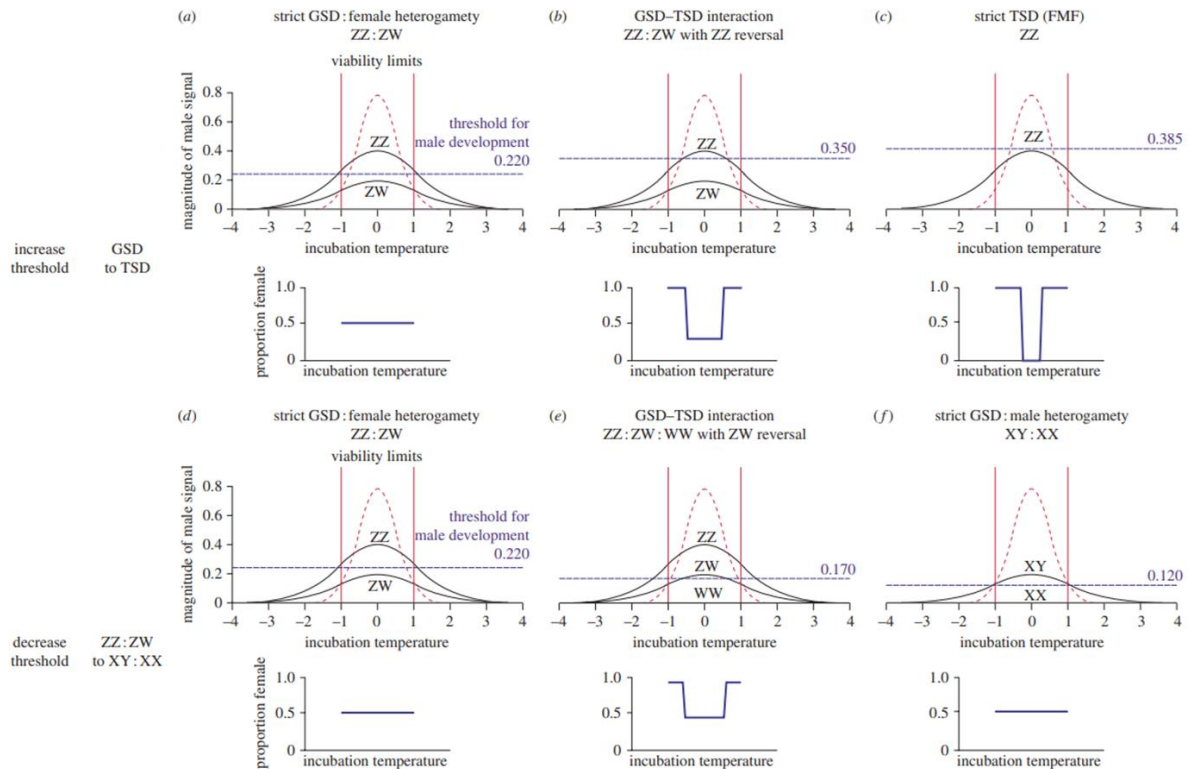 (a) strict GSD : female heterogamety
ZZ : ZW
viability limits
magnitude of male signal
0.8
0.6
0.4
0.2
0
threshold for
male development
0.220
ZZ
ZW
–4 –3 –2 –1 0 1 2 3 4
incubation temperature
(b) GSD–TSD interaction
ZZ : ZW with ZZ reversal
0.350
ZZ
ZW
–4 –3 –2 –1 0 1 2 3 4
incubation temperature
(c) strict TSD (FMF)
ZZ
0.385
ZZ
–4 –3 –2 –1 0 1 2 3 4
incubation temperature
increase GSD
threshold to TSD
proportion female
1.0
0.5
0
incubation temperature
1.0
0.5
0
incubation temperature
1.0
0.5
0
incubation temperature
(d) strict GSD : female heterogamety
ZZ : ZW
viability limits
magnitude of male signal
0.8
0.6
0.4
0.2
0
threshold for
male development
0.220
ZZ
ZW
–4 –3 –2 –1 0 1 2 3 4
incubation temperature
(e) GSD–TSD interaction
ZZ : ZW : WW with ZW reversal
0.170
ZZ
ZW
WW
–4 –3 –2 –1 0 1 2 3 4
incubation temperature
(f) strict GSD : male heterogamety
XY : XX
0.120
XY
XX
–4 –3 –2 –1 0 1 2 3 4
incubation temperature
decrease ZZ : ZW
threshold to XY : XX
proportion female
1.0
0.5
0
incubation temperature
1.0
0.5
0
incubation temperature
1.0
0.5
0
incubation temperature